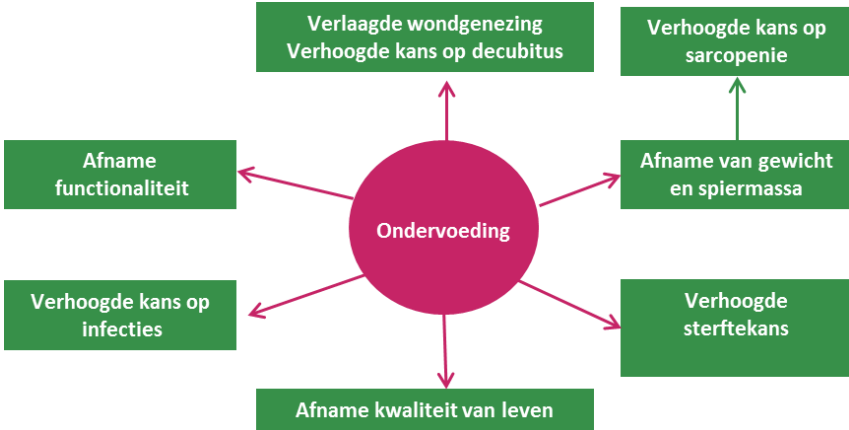 Verlaagde wondgenezing
Verhoogde kans op decubitus
Verhoogde kans op
sarcopenie
Afname
functionaliteit
Afname van gewicht
en spiermassa
Ondervoeding
Verhoogde kans op
infecties
Verhoogde
sterftekans
Afname kwaliteit van leven